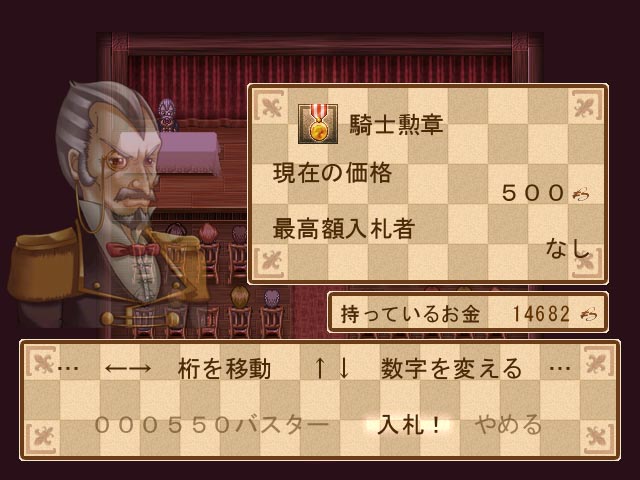 騎士勲章
現在の価格
５００
最高額入札者
なし
持っているお金 14682
… ←→ 桁を移動 ↑↓ 数字を変える …
０００５５０バスター 入札！ やめる